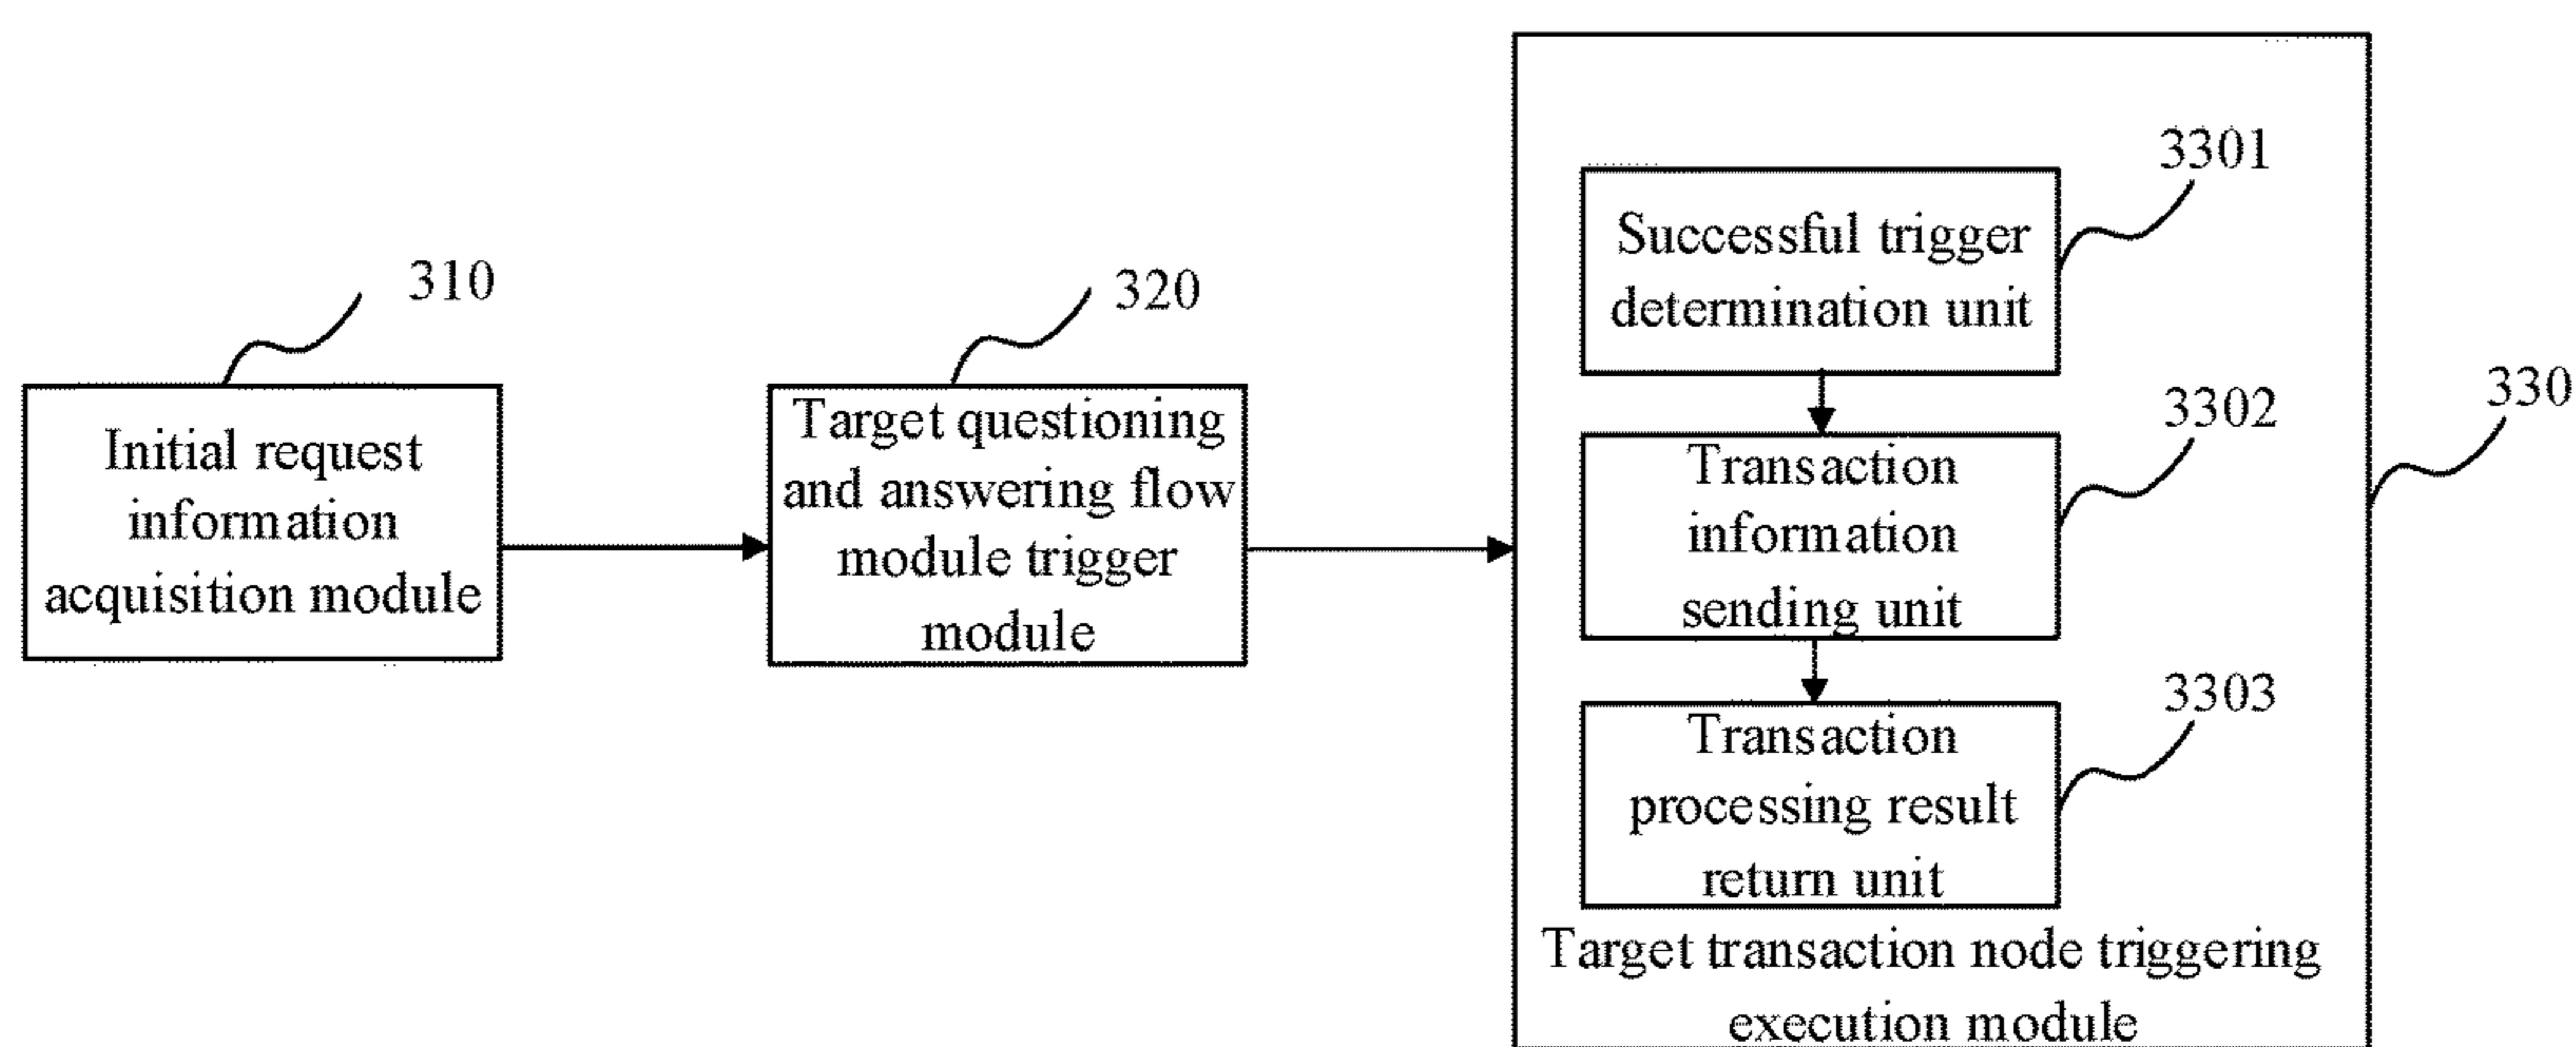 310
Initial request
information
acquisition module
320
Target questioning
and answering flow
module trigger
module
3301
Successful trigger
determination unit
3302
Transaction
information
sending unit
3303
Transaction
processing result
return unit
330
Target transaction node triggering
execution module